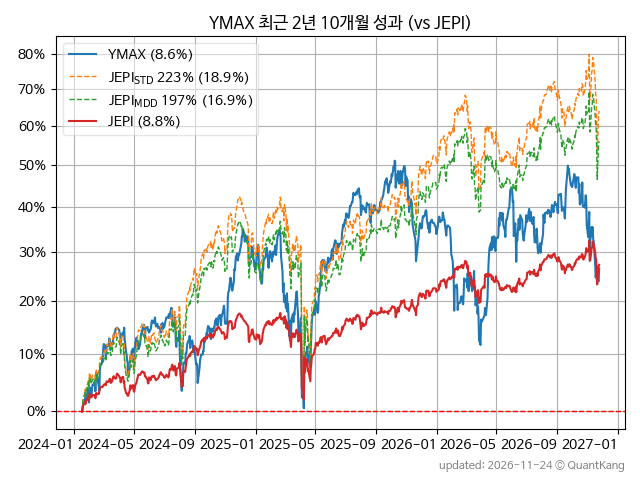 YMAX 최근 2년 10개월 성과 (vs JEPI)
YMAX (8.6%)
JEPI_STD 223% (18.9%)
JEPI_MDD 197% (16.9%)
JEPI (8.8%)
80%
70%
60%
50%
40%
30%
20%
10%
0%
2024-01 2024-05 2024-09 2025-01 2025-05 2025-09 2026-01 2026-05 2026-09 2027-01
updated: 2026-11-24 © QuantKang